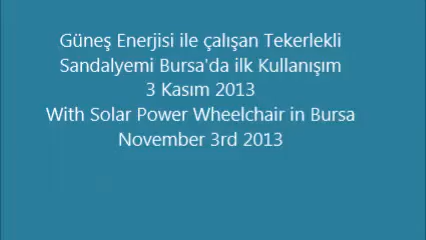 Güneş Enerjisi ile çalışan Tekerlekli
Sandalyemi Bursa'da ilk Kullanışım
3 Kasım 2013
With Solar Power Wheelchair in Bursa
November 3rd 2013